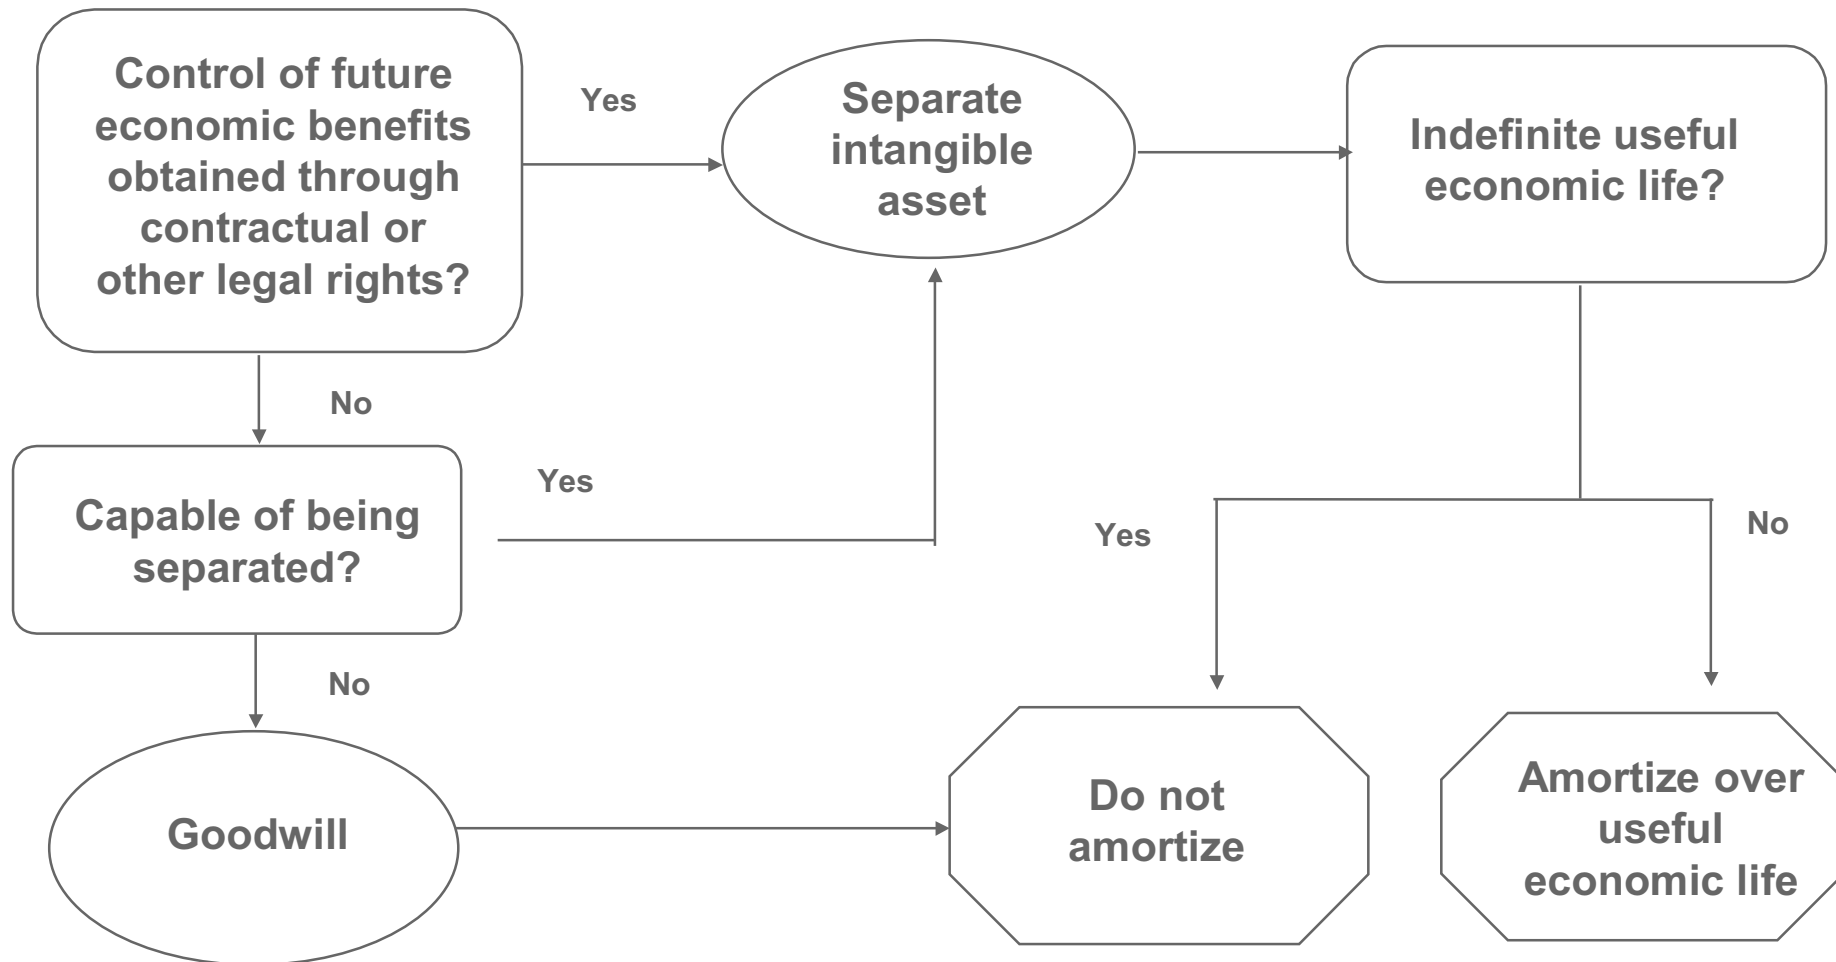 Control of future
economic benefits
obtained through
contractual or
other legal rights?
Yes
Separate
intangible
asset
Indefinite useful
economic life?
No
Capable of being
separated?
Yes
Yes
No
No
Goodwill
Do not
amortize
Amortize over
useful
economic life